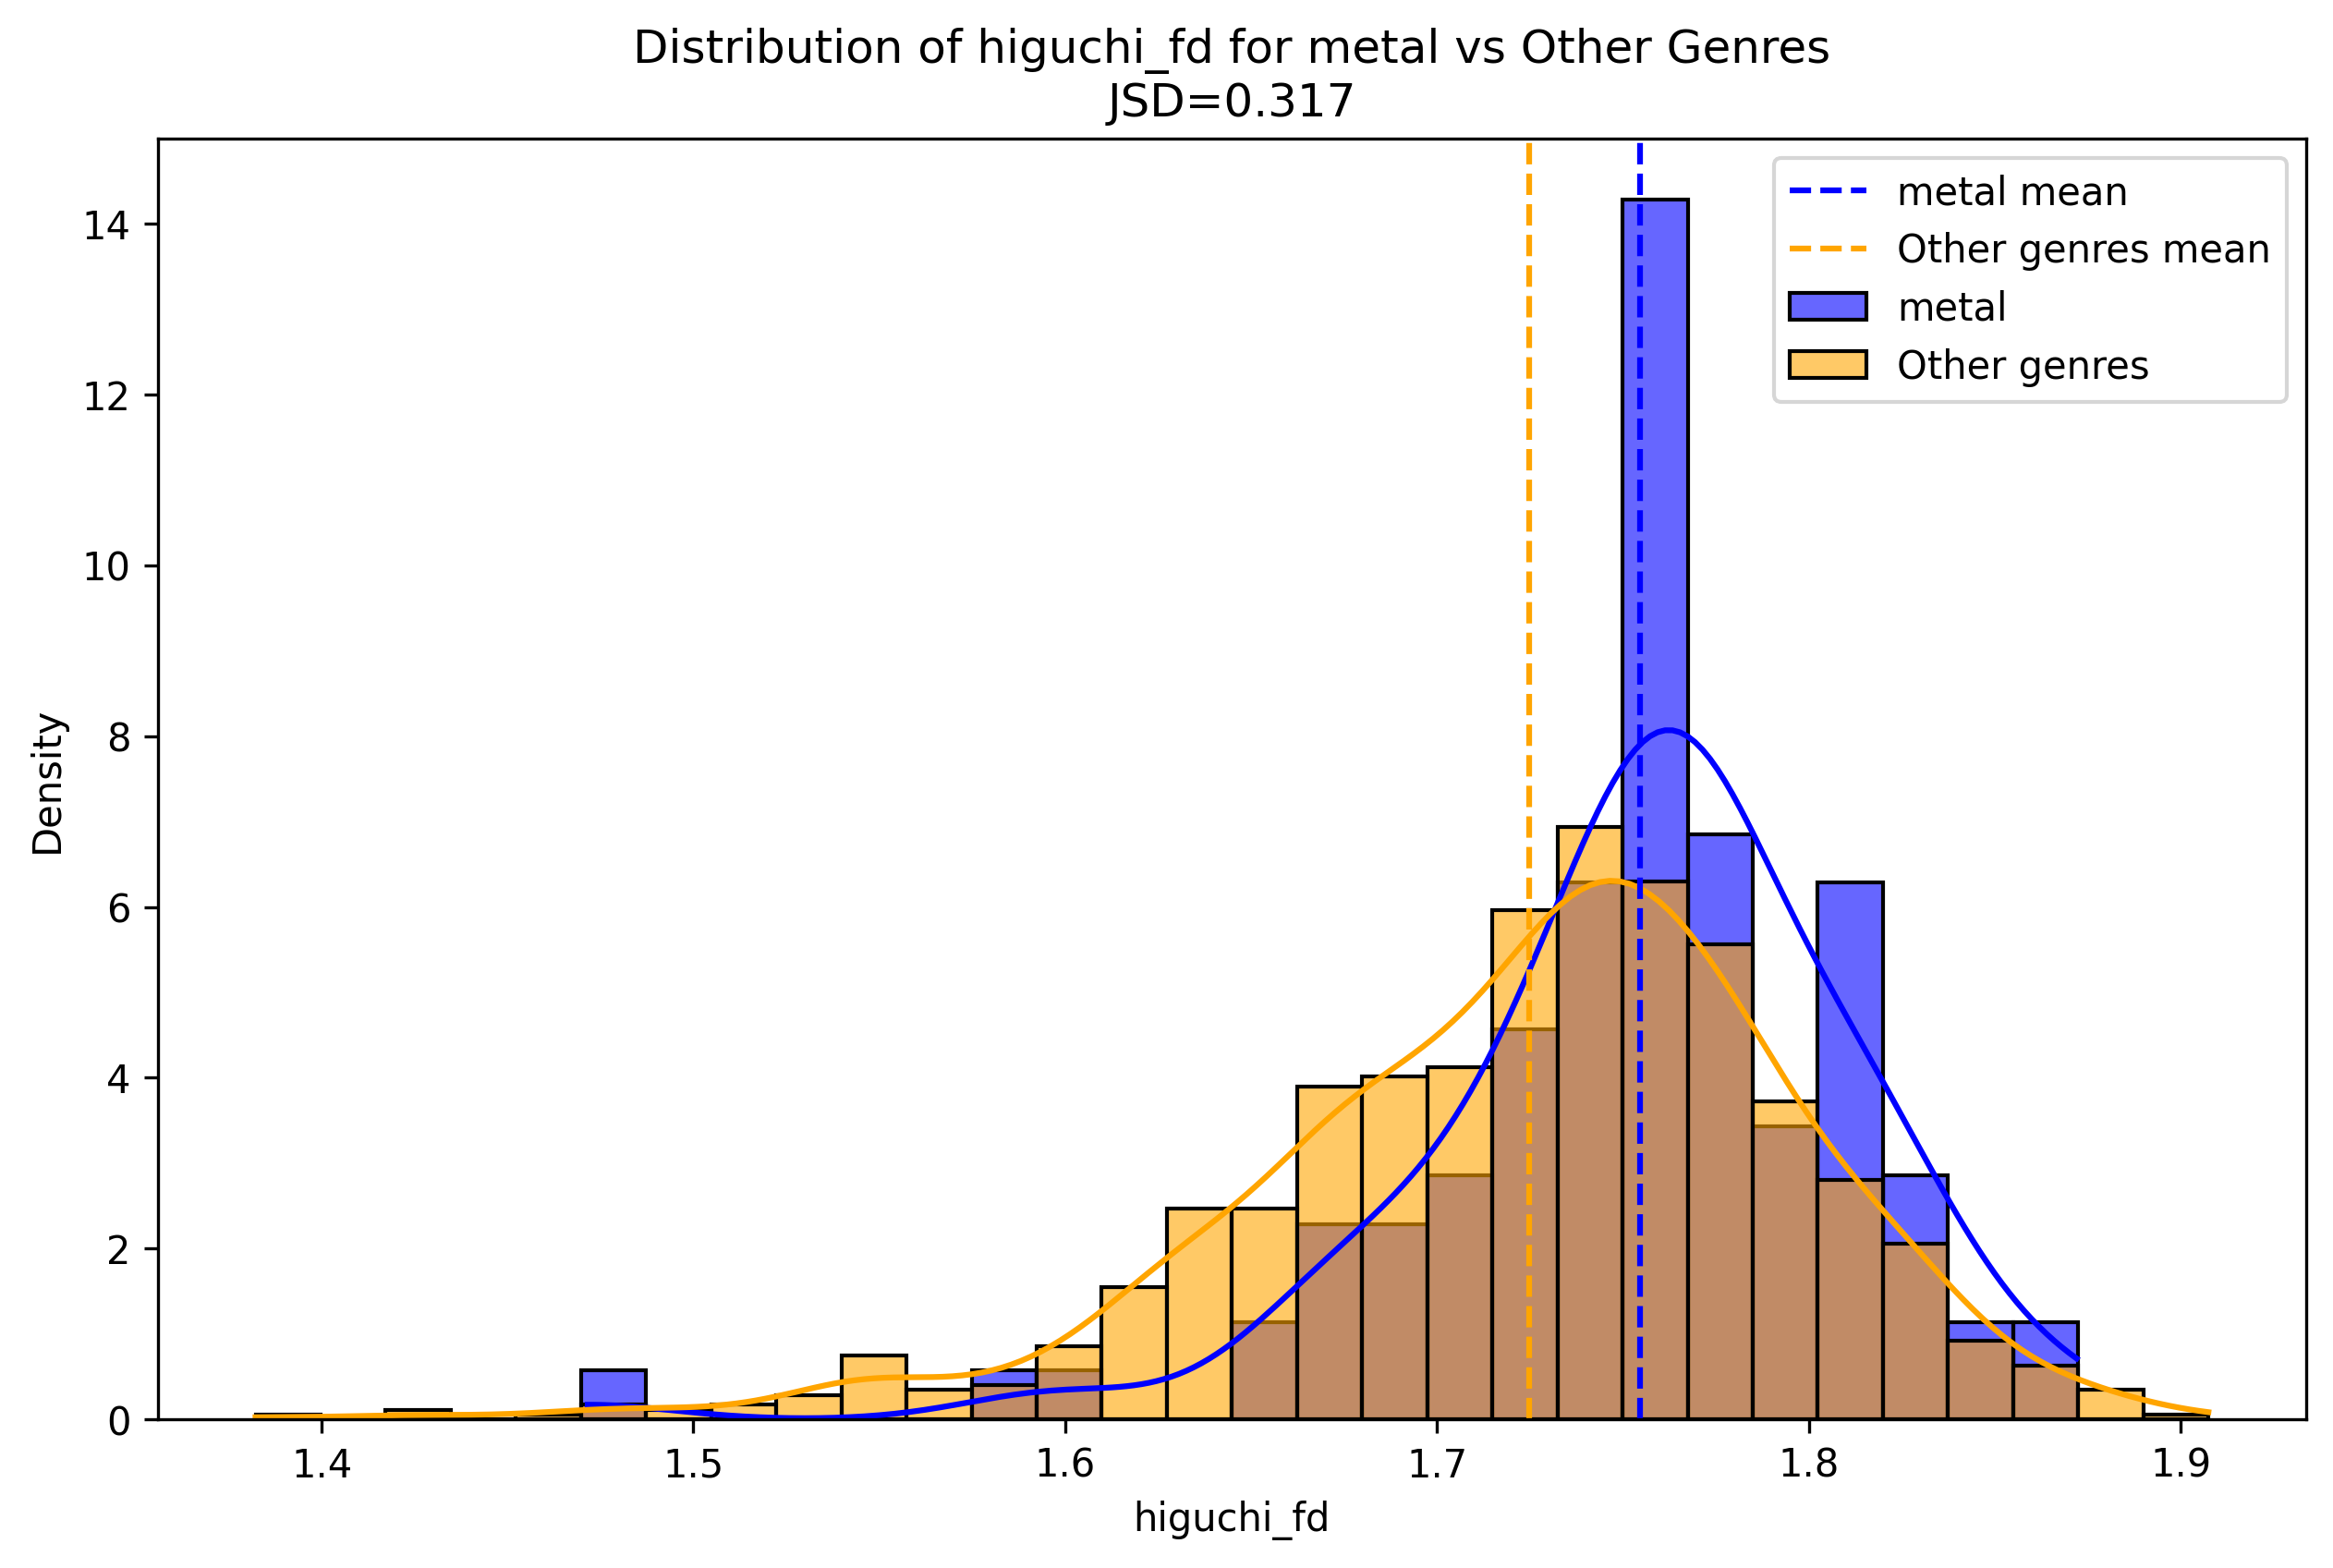 Distribution of higuchi_fd for metal vs Other Genres
JSD=0.317
metal mean
Other genres mean
metal
Other genres
14
12
10
8
6
4
2
0
Density
1.4
1.5
1.6
1.7
1.8
1.9
higuchi_fd